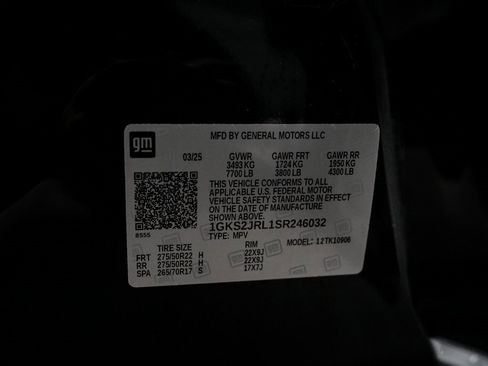 gm
MFD BY GENERAL MOTORS LLC
03/25 GVWR GAWR FRT GAWR RR
3493 KG 1724 KG 1950 KG
7700 LB 3800 LB 4300 LB
THIS VEHICLE CONFORMS TO ALL
APPLICABLE U.S. FEDERAL MOTOR
VEHICLE SAFETY STANDARDS IN EFFECT
ON THE DATE OF MANUFACTURE
SHOWN ABOVE.
1GKS2JRL1SR246032
8555 TYPE: MPV MODEL: 1 2TK10906
TIRE SIZE RIM
FRT 275/50R22 H 22X9J
RR 275/50R22 H 22X9J
SPA 265/70R17 S 17X7J